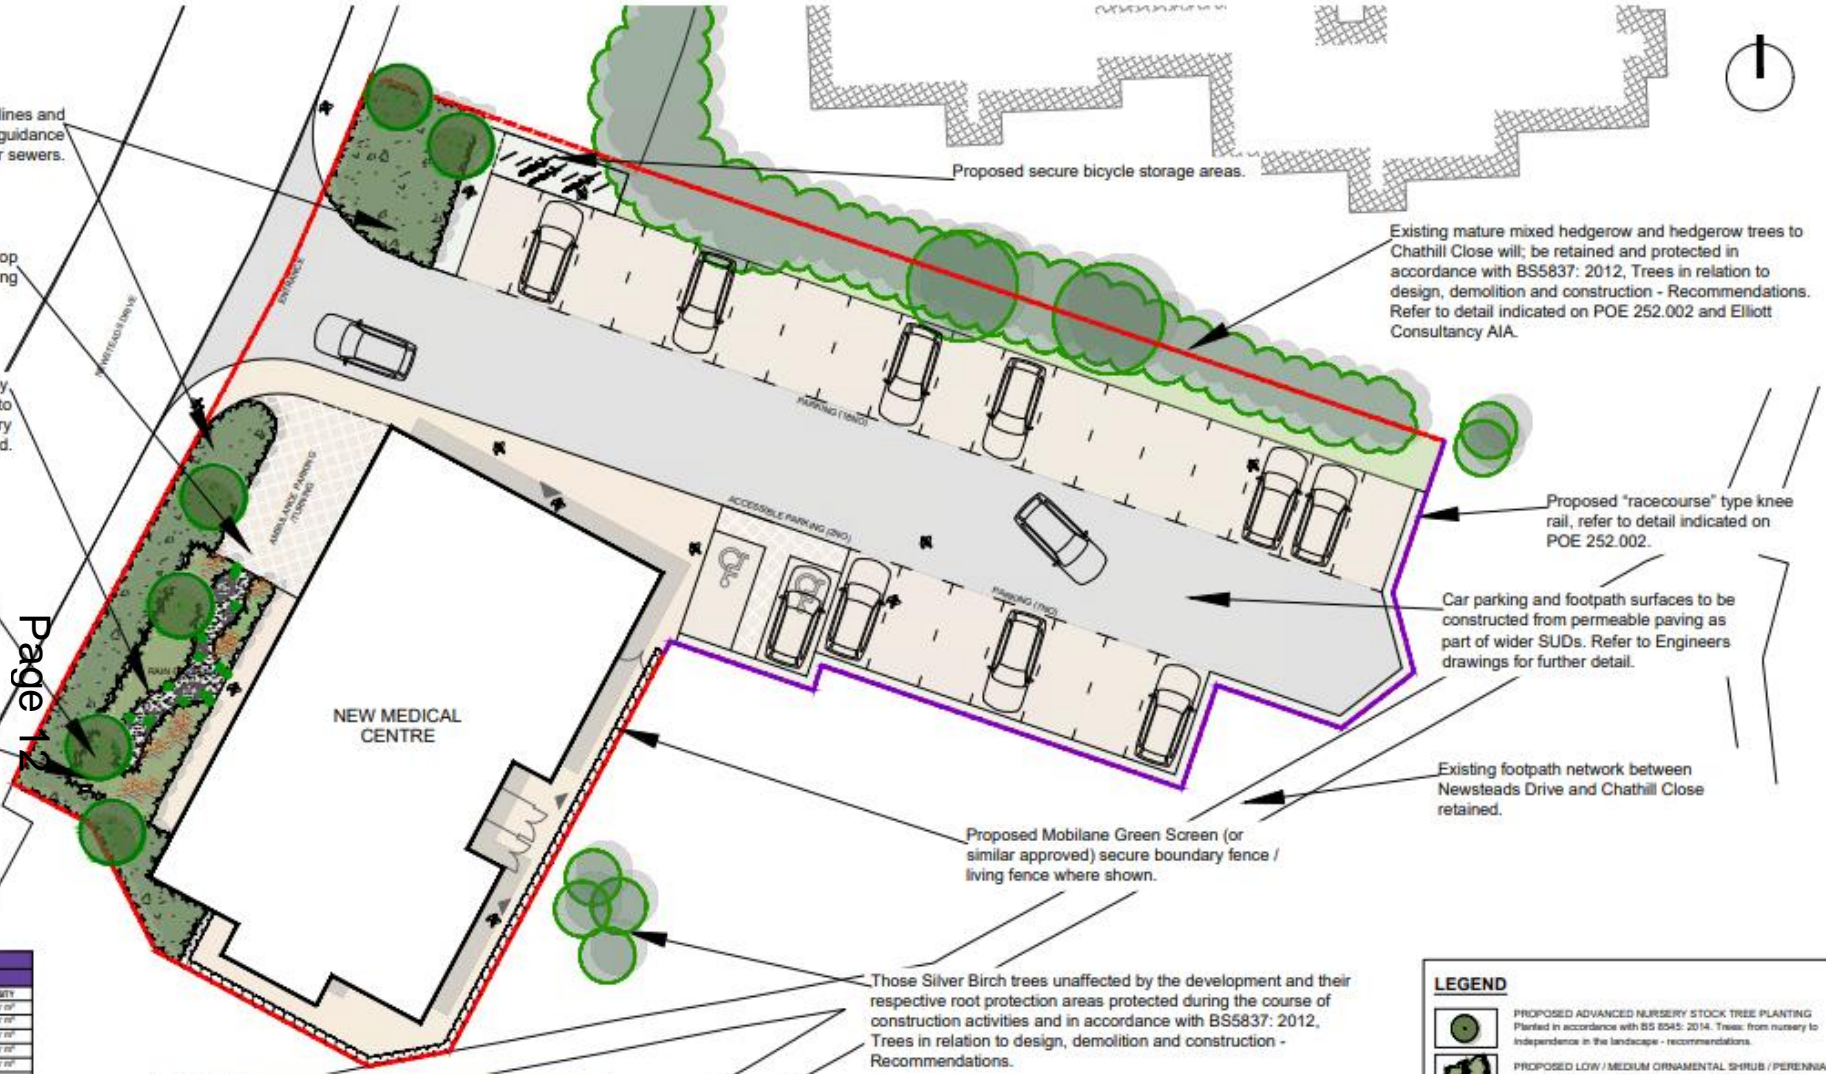 lines and
guidance
r sewers.
op
ing
y
to
ry
d.
Page 12
NEWSTEADS DRIVE
ENTRANCE
AMBULANCE PARKING
/TURNING
RAIN
NEW MEDICAL
CENTRE
PARKING (18NO)
ACCESSIBLE PARKING (2NO)
PARKING (7NO)
Proposed secure bicycle storage areas.
Existing mature mixed hedgerow and hedgerow trees to
Chathill Close will; be retained and protected in
accordance with BS5837: 2012, Trees in relation to
design, demolition and construction - Recommendations.
Refer to detail indicated on POE 252.002 and Elliott
Consultancy AIA.
Proposed “racecourse” type knee
rail, refer to detail indicated on
POE 252.002.
Car parking and footpath surfaces to be
constructed from permeable paving as
part of wider SUDs. Refer to Engineers
drawings for further detail.
Existing footpath network between
Newsteads Drive and Chathill Close
retained.
Proposed Mobilane Green Screen (or
similar approved) secure boundary fence /
living fence where shown.
Those Silver Birch trees unaffected by the development and their
respective root protection areas protected during the course of
construction activities and in accordance with BS5837: 2012,
Trees in relation to design, demolition and construction -
Recommendations.
LEGEND
PROPOSED ADVANCED NURSERY STOCK TREE PLANTING
Planted in accordance with BS 8545: 2014. Trees: from nursery to
independence in the landscape - recommendations.
PROPOSED LOW / MEDIUM ORNAMENTAL SHRUB / PERENNIA